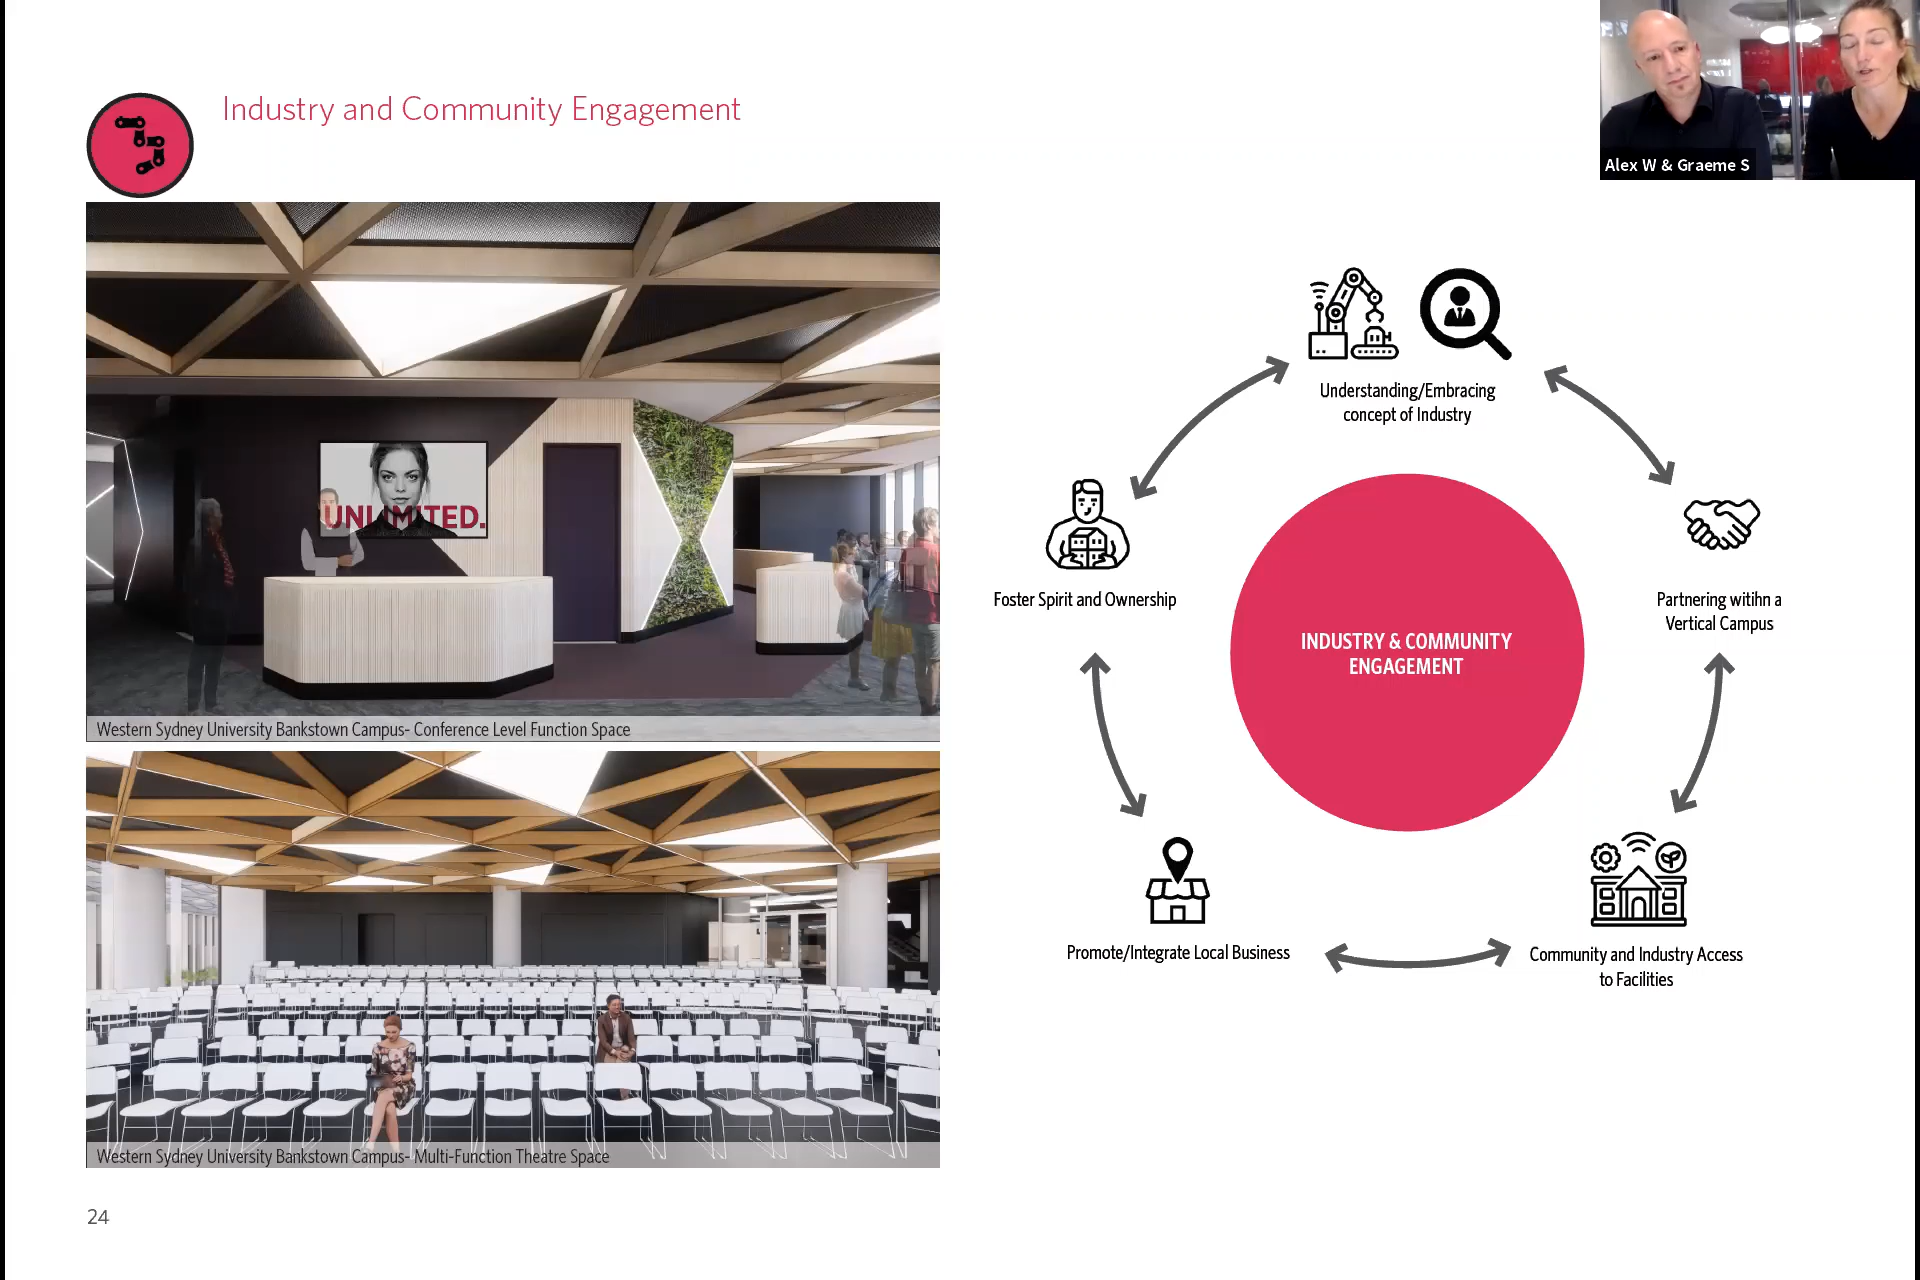 Industry and Community Engagement
Alex W & Graeme S
UNLIMITED.
Western Sydney University Bankstown Campus- Conference Level Function Space
Western Sydney University Bankstown Campus- Multi-Function Theatre Space
Understanding/Embracing
concept of Industry
Foster Spirit and Ownership
Partnering witihn a
Vertical Campus
INDUSTRY & COMMUNITY
ENGAGEMENT
Promote/Integrate Local Business
Community and Industry Access
to Facilities
24